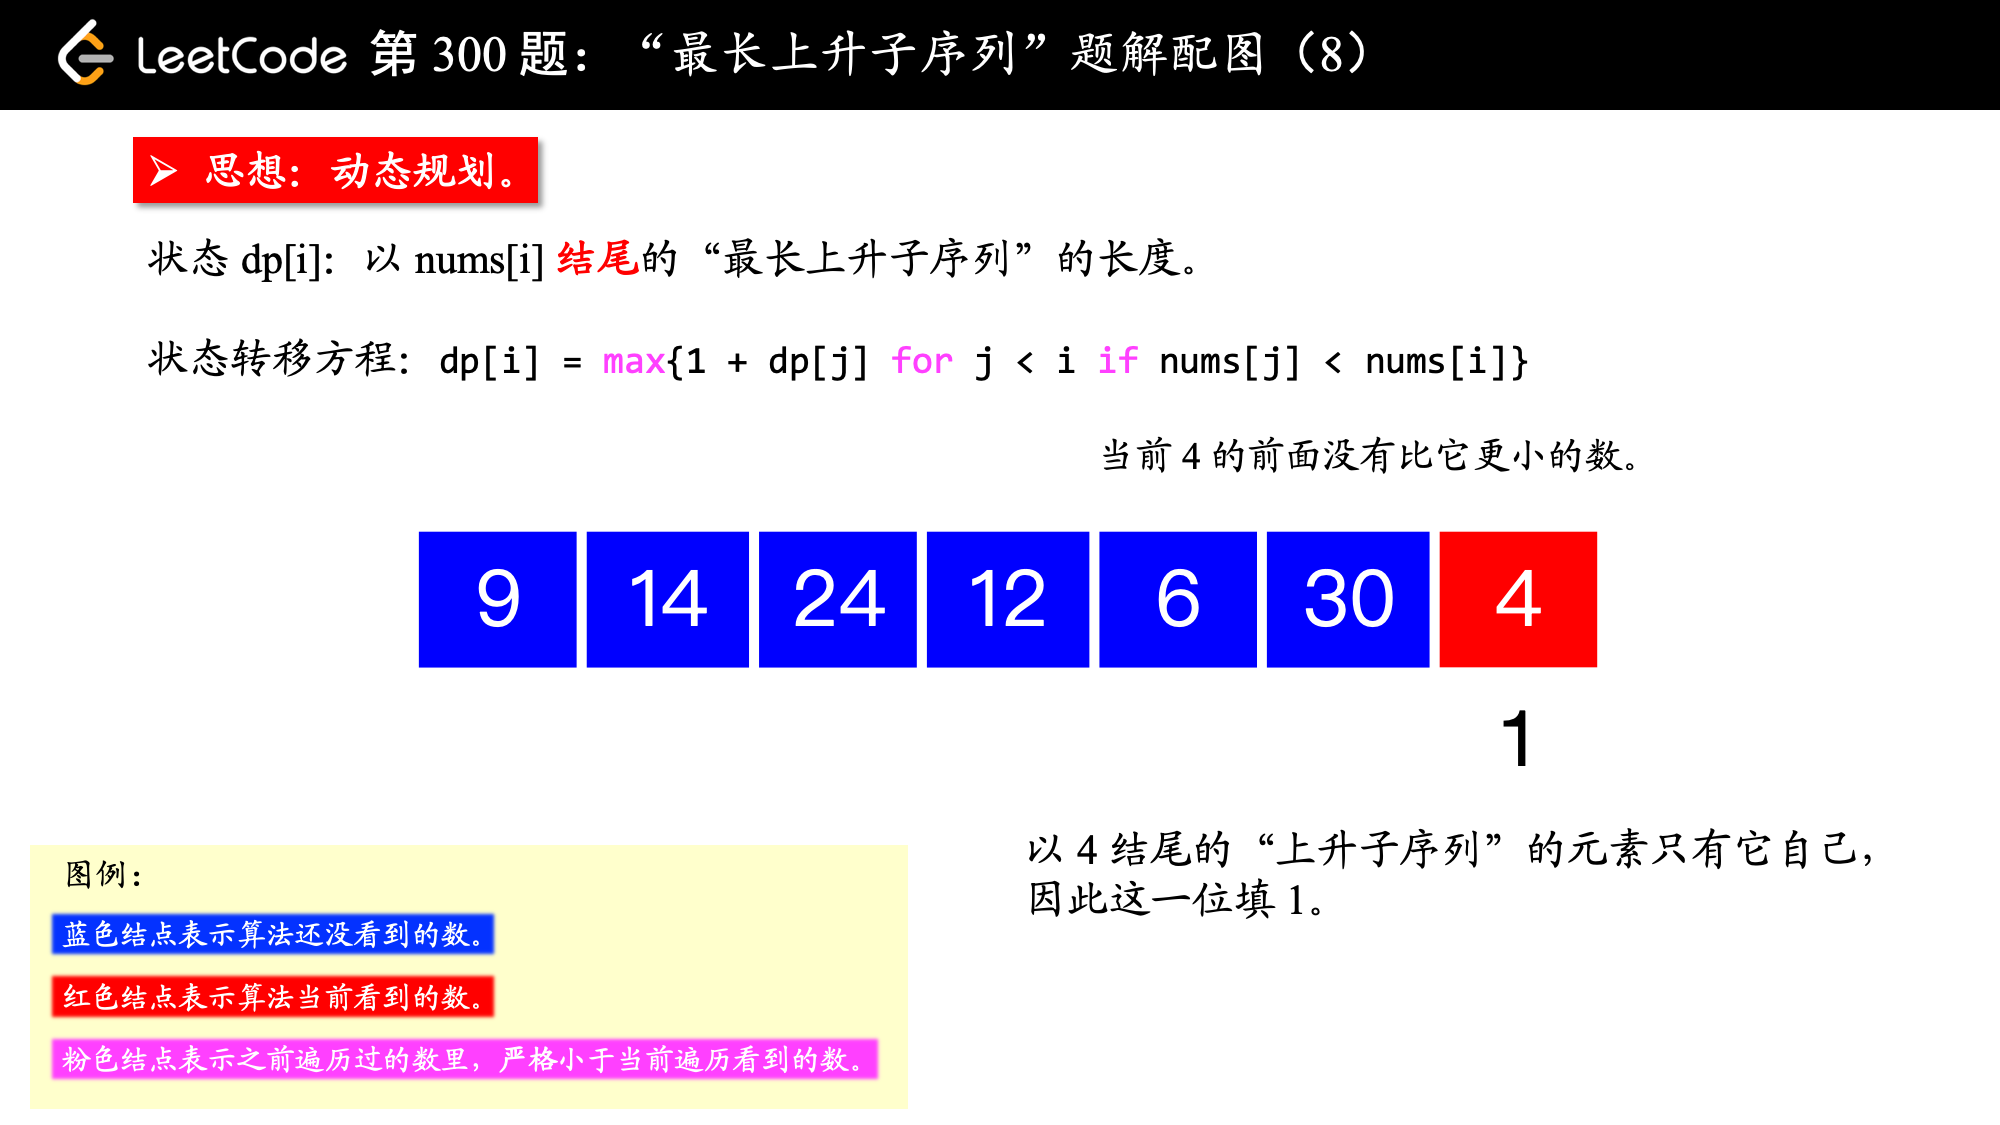 LeetCode 第 300 题：“最长上升子序列”题解配图（8）
➢ 思想：动态规划。
状态 dp[i]：以 nums[i] 结尾的“最长上升子序列”的长度。
状态转移方程：dp[i] = max{1 + dp[j] for j < i if nums[j] < nums[i]}
当前 4 的前面没有比它更小的数。
9 14 24 12 6 30 4
1
以 4 结尾的“上升子序列”的元素只有它自己，
因此这一位填 1。
图例：
蓝色结点表示算法还没看到的数。
红色结点表示算法当前看到的数。
粉色结点表示之前遍历过的数里，严格小于当前遍历看到的数。